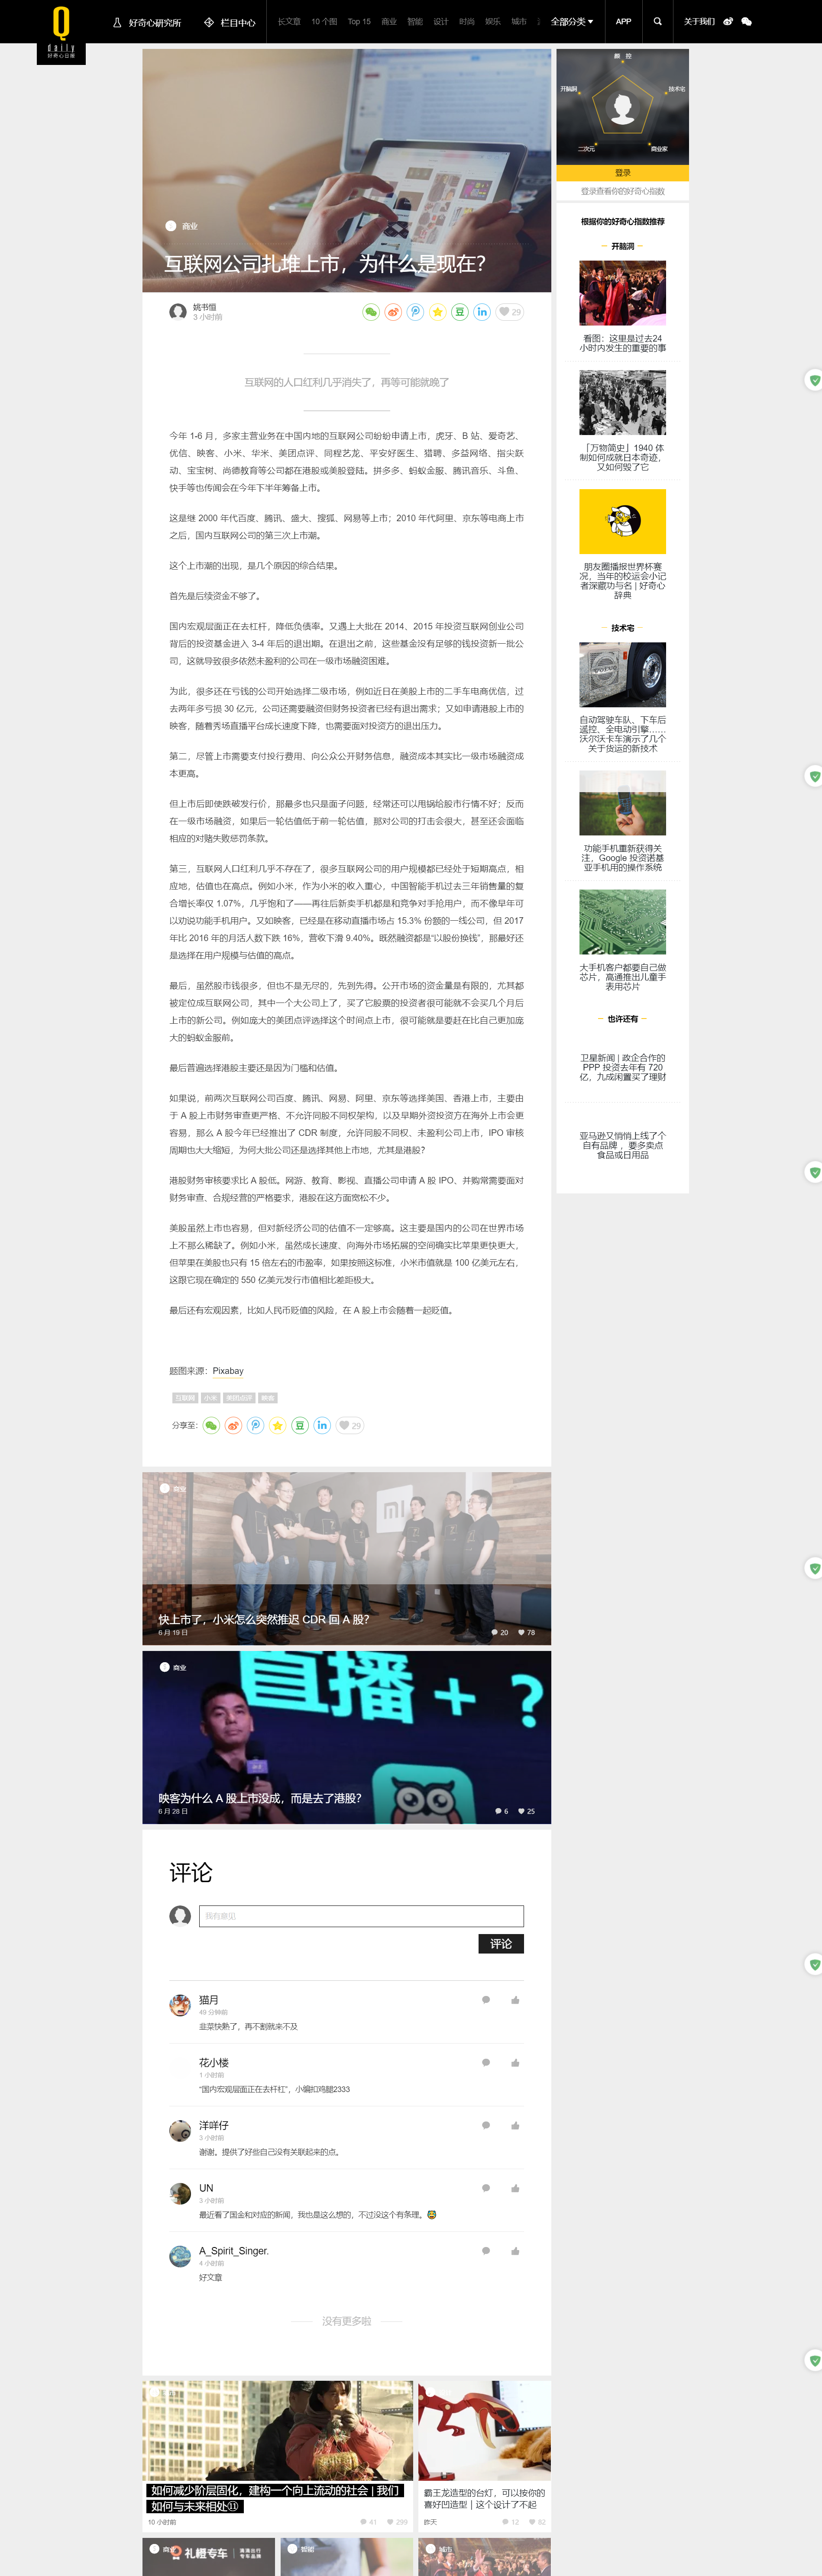 Q
daily
好奇心日报
好奇心研究所
栏目中心
长文章 10 个图 Top 15 商业 智能 设计 时尚 娱乐 城市
全部分类
APP
关于我们
商业
互联网公司扎堆上市，为什么是现在？
姚书恒
3 小时前
29
互联网的人口红利几乎消失了，再等可能就晚了
今年 1-6 月，多家主营业务在中国内地的互联网公司纷纷申请上市，虎牙、B 站、爱奇艺、
优信、映客、小米、华米、美团点评、同程艺龙、平安好医生、猎聘、多益网络、指尖跃
动、宝宝树、尚德教育等公司都在港股或美股登陆。拼多多、蚂蚁金服、腾讯音乐、斗鱼、
快手等也传闻会在今年下半年筹备上市。
这是继 2000 年代百度、腾讯、盛大、搜狐、网易等上市；2010 年代阿里、京东等电商上市
之后，国内互联网公司的第三次上市潮。
这个上市潮的出现，是几个原因的综合结果。
首先是后续资金不够了。
国内宏观层面正在去杠杆，降低负债率。又遇上大批在 2014、2015 年投资互联网创业公司
背后的投资基金进入 3-4 年后的退出期。在退出之前，这些基金没有足够的钱投资新一批公
司，这就导致很多依然未盈利的公司在一级市场融资困难。
为此，很多还在亏钱的公司开始选择二级市场，例如近日在美股上市的二手车电商优信，过
去两年多亏损 30 亿元，公司还需要融资但财务投资者已经有退出需求；又如申请港股上市的
映客，随着秀场直播平台成长速度下降，也需要面对投资方的退出压力。
第二，尽管上市需要支付投行费用、向公众公开财务信息，融资成本其实比一级市场融资成
本更高。
但上市后即使跌破发行价，那最多也只是面子问题，经常还可以甩锅给股市行情不好；反而
在一级市场融资，如果后一轮估值低于前一轮估值，那对公司的打击会很大，甚至还会面临
相应的对赌失败惩罚条款。
第三，互联网人口红利几乎不存在了，很多互联网公司的用户规模都已经处于短期高点，相
应地，估值也在高点。例如小米，作为小米的收入重心，中国智能手机过去三年销售量的复
合增长率仅 1.07%，几乎饱和了——再往后新卖手机都是和竞争对手抢用户，而不像早年可
以劝说功能手机用户。又如映客，已经是在移动直播市场占 15.3% 份额的一线公司，但 2017
年比 2016 年的月活人数下跌 16%，营收下滑 9.40%。既然融资都是“以股份换钱”，那最好还
是选择在用户规模与估值的高点。
最后，虽然股市钱很多，但也不是无尽的，先到先得。公开市场的资金量是有限的，尤其都
被定位成互联网公司，其中一个大公司上了，买了它股票的投资者很可能就不会买几个月后
上市的新公司。例如庞大的美团点评选择这个时间点上市，很可能就是要赶在比自己更加庞
大的蚂蚁金服前。
最后普遍选择港股主要还是因为门槛和估值。
如果说，前两次互联网公司百度、腾讯、网易、阿里、京东等选择美国、香港上市，主要由
于 A 股上市财务审查更严格、不允许同股不同权架构，以及早期外资投资方在海外上市会更
容易，那么 A 股今年已经推出了 CDR 制度，允许同股不同权、未盈利公司上市，IPO 审核
周期也大大缩短，为何大批公司还是选择其他上市地，尤其是港股？
港股财务审核要求比 A 股低。网游、教育、影视、直播公司申请 A 股 IPO、并购常需要面对
财务审查、合规经营的严格要求，港股在这方面宽松不少。
美股虽然上市也容易，但对新经济公司的估值不一定够高。这主要是国内的公司在世界市场
上不那么稀缺了。例如小米，虽然成长速度、向海外市场拓展的空间确实比苹果更快更大，
但苹果在美股也只有 15 倍左右的市盈率，如果按照这标准，小米市值就是 100 亿美元左右，
这跟它现在确定的 550 亿美元发行市值相比差距极大。
最后还有宏观因素，比如人民币贬值的风险，在 A 股上市会随着一起贬值。
题图来源：Pixabay
互联网 小米 美团点评 映客
分享至：
29
商业
快上市了，小米怎么突然推迟 CDR 回 A 股？
6 月 19 日
20 78
直播 + ？
商业
映客为什么 A 股上市没成，而是去了港股？
6 月 28 日
6 25
评论
我有意见
评论
猫月
49 分钟前
韭菜快熟了，再不割就来不及
花小楼
1 小时前
“国内宏观层面正在去杆杠”，小编扣鸡腿2333
洋咩仔
3 小时前
谢谢。提供了好些自己没有关联起来的点。
UN
3 小时前
最近看了国金和对应的新闻，我也是这么想的，不过没这个有条理。
A_Spirit_Singer.
4 小时前
好文章
没有更多啦
如何减少阶层固化，建构一个向上流动的社会 | 我们
如何与未来相处⑪
10 小时前
41 299
霸王龙造型的台灯，可以按你的
喜好凹造型 | 这个设计了不起
昨天
12 82
商业
礼橙专车
智能
城市
开脑洞
技术宅
二次元
商业家
登录
登录查看你的好奇心指数
根据你的好奇心指数推荐
开脑洞
看图：这里是过去24
小时内发生的重要的事
「万物简史」1940 体
制如何成就日本奇迹，
又如何毁了它
朋友圈播报世界杯赛
况，当年的校运会小记
者深藏功与名 | 好奇心
辞典
技术宅
自动驾驶车队、下车后
遥控、全电动引擎……
沃尔沃卡车演示了几个
关于货运的新技术
功能手机重新获得关
注，Google 投资诺基
亚手机用的操作系统
大手机客户都要自己做
芯片，高通推出儿童手
表用芯片
也许还有
卫星新闻 | 政企合作的
PPP 投资去年有 720
亿，九成闲置买了理财
亚马逊又悄悄上线了个
自有品牌 ，要多卖点
食品或日用品